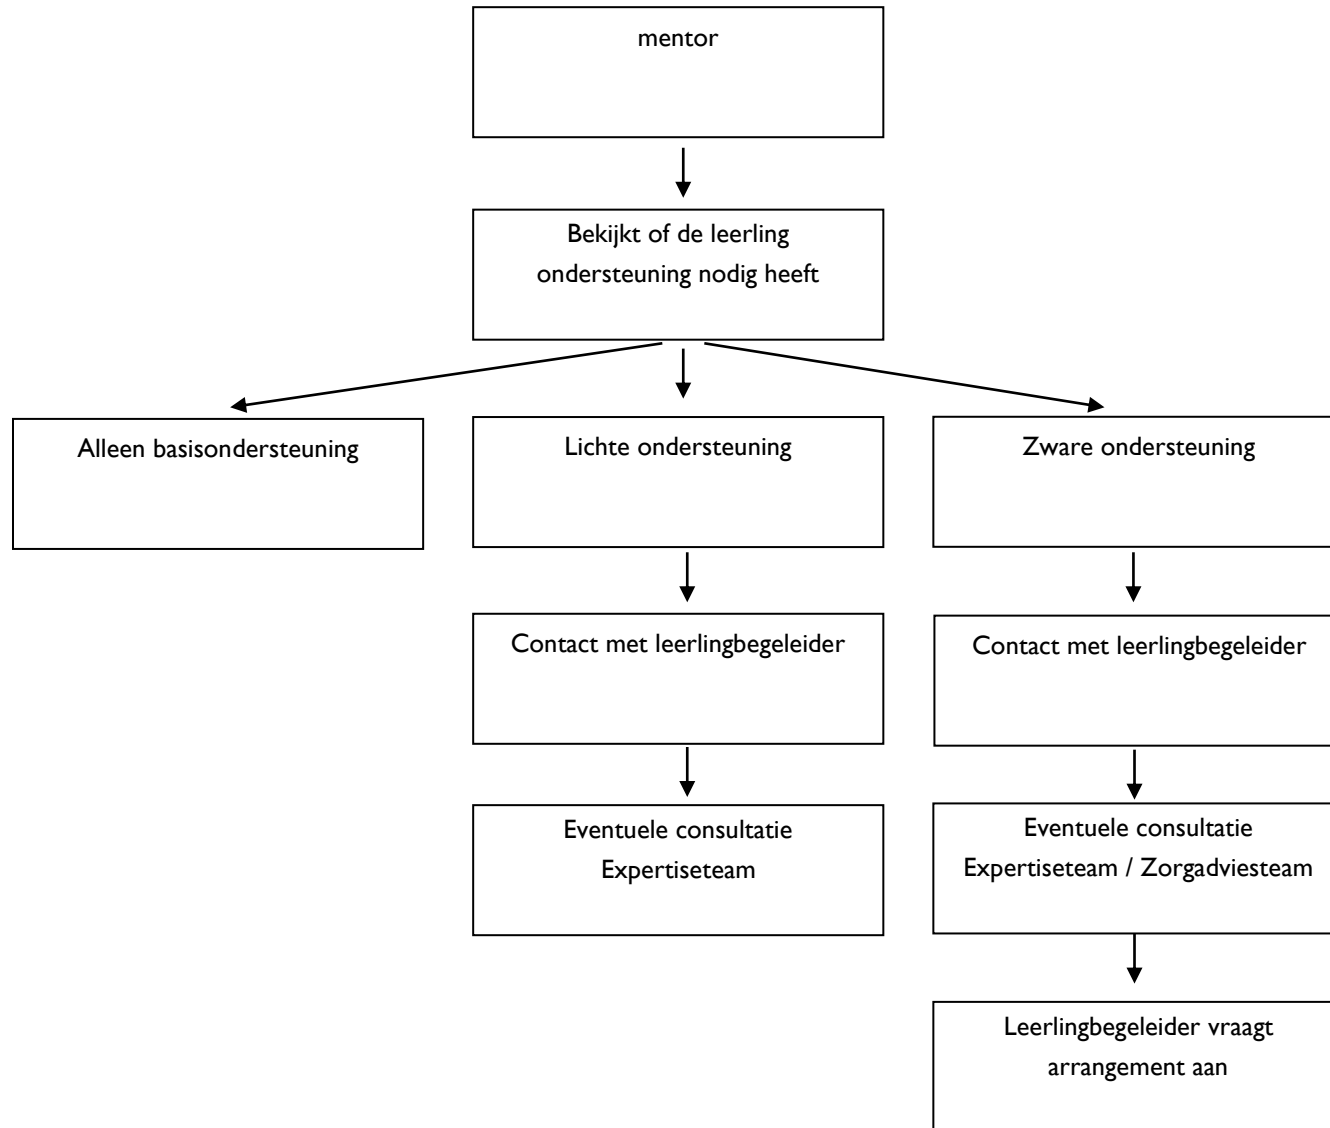 mentor
Bekijkt of de leerling
ondersteuning nodig heeft
Alleen basisondersteuning
Lichte ondersteuning
Zware ondersteuning
Contact met leerlingbegeleider
Contact met leerlingbegeleider
Eventuele consultatie
Expertiseteam
Eventuele consultatie
Expertiseteam / Zorgadviesteam
Leerlingbegeleider vraagt
arrangement aan